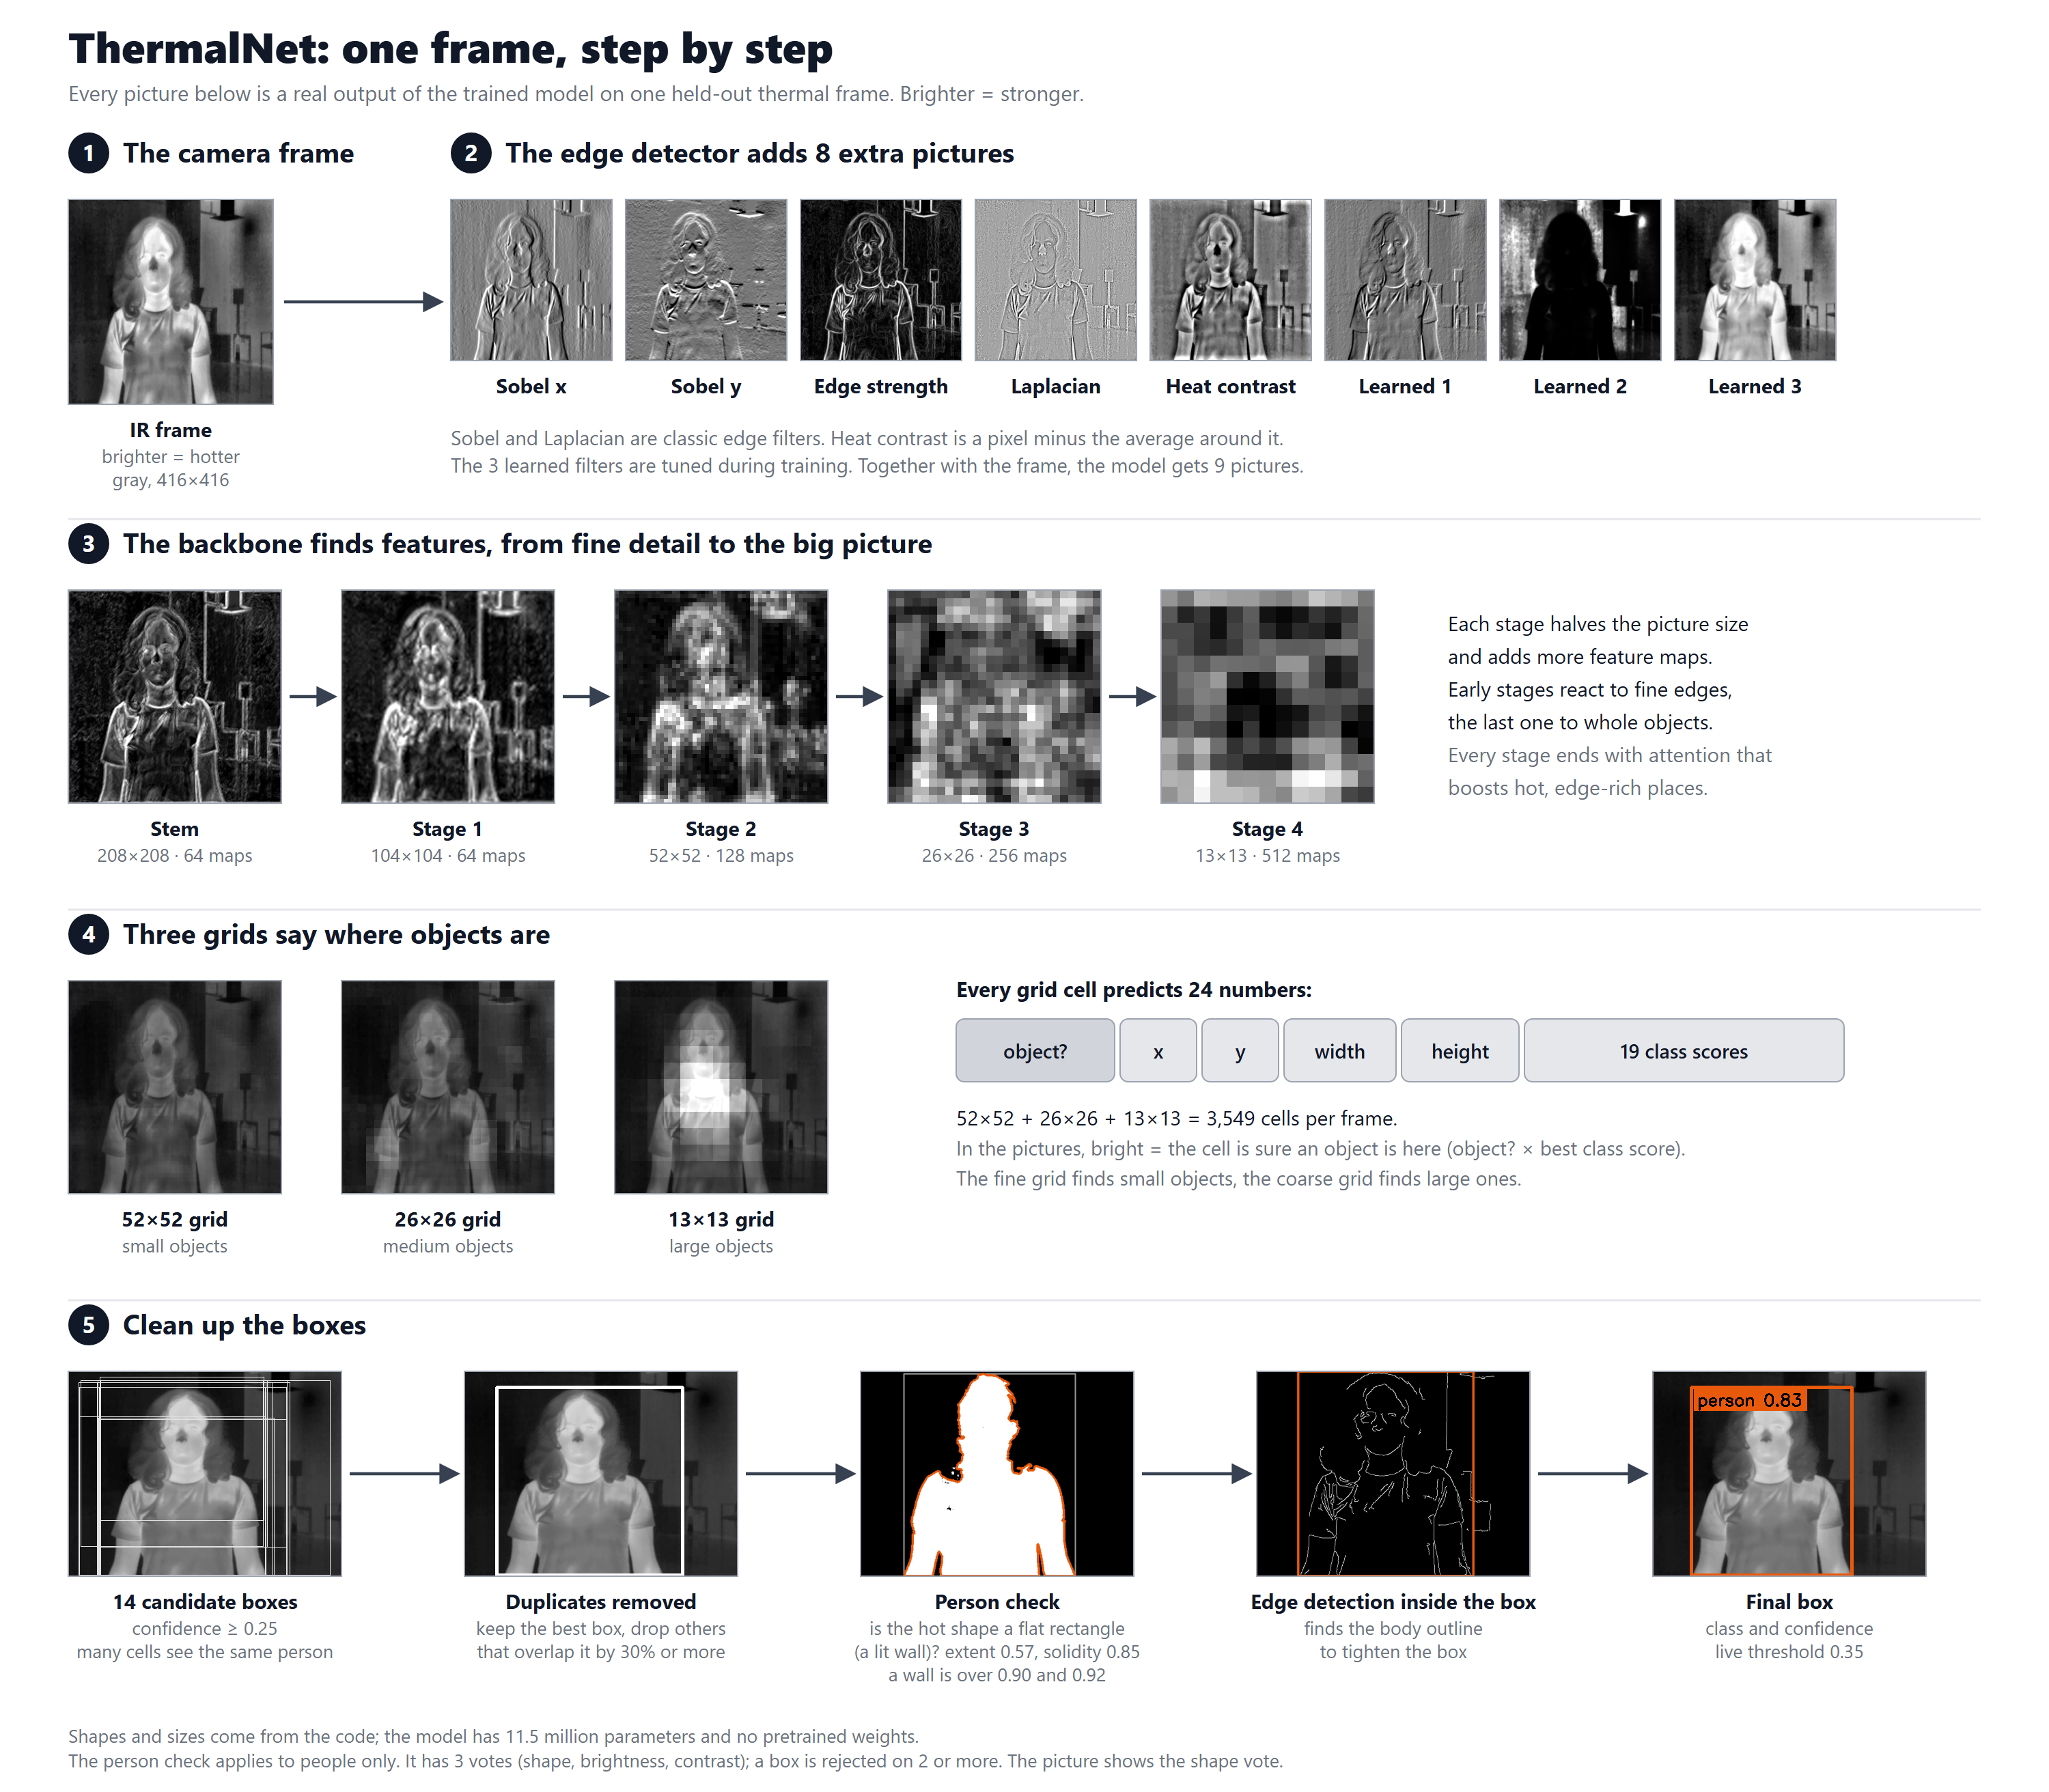 ThermalNet: one frame, step by step
Every picture below is a real output of the trained model on one held-out thermal frame. Brighter = stronger.
1 The camera frame
2 The edge detector adds 8 extra pictures
IR frame
brighter = hotter
gray, 416×416
Sobel x
Sobel y
Edge strength
Laplacian
Heat contrast
Learned 1
Learned 2
Learned 3
Sobel and Laplacian are classic edge filters. Heat contrast is a pixel minus the average around it.
The 3 learned filters are tuned during training. Together with the frame, the model gets 9 pictures.
3 The backbone finds features, from fine detail to the big picture
Stem
208×208 · 64 maps
Stage 1
104×104 · 64 maps
Stage 2
52×52 · 128 maps
Stage 3
26×26 · 256 maps
Stage 4
13×13 · 512 maps
Each stage halves the picture size
and adds more feature maps.
Early stages react to fine edges,
the last one to whole objects.
Every stage ends with attention that
boosts hot, edge-rich places.
4 Three grids say where objects are
52×52 grid
small objects
26×26 grid
medium objects
13×13 grid
large objects
Every grid cell predicts 24 numbers:
object? x y width height 19 class scores
52×52 + 26×26 + 13×13 = 3,549 cells per frame.
In the pictures, bright = the cell is sure an object is here (object? × best class score).
The fine grid finds small objects, the coarse grid finds large ones.
5 Clean up the boxes
14 candidate boxes
confidence ≥ 0.25
many cells see the same person
Duplicates removed
keep the best box, drop others
that overlap it by 30% or more
Person check
is the hot shape a flat rectangle
(a lit wall)? extent 0.57, solidity 0.85
a wall is over 0.90 and 0.92
Edge detection inside the box
finds the body outline
to tighten the box
person 0.83
Final box
class and confidence
live threshold 0.35
Shapes and sizes come from the code; the model has 11.5 million parameters and no pretrained weights.
The person check applies to people only. It has 3 votes (shape, brightness, contrast); a box is rejected on 2 or more. The picture shows the shape vote.